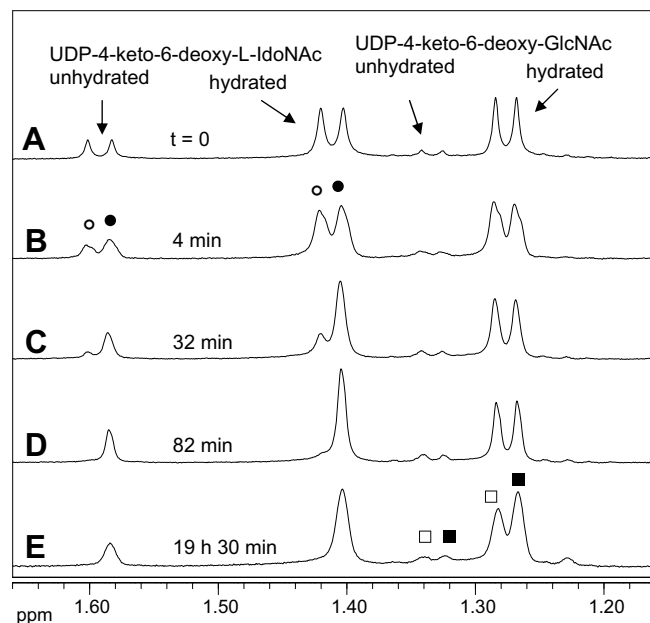 UDP-4-keto-6-deoxy-L-IdoNAc
unhydrated
hydrated
UDP-4-keto-6-deoxy-GlcNAc
unhydrated
hydrated
A
t = 0
B
4 min
C
32 min
D
82 min
E
19 h 30 min
ppm 1.60 1.50 1.40 1.30 1.20